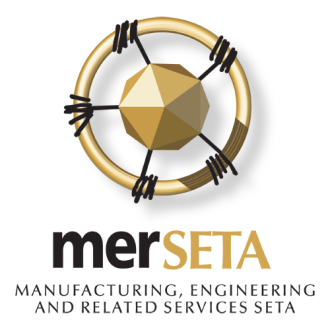 merSETA
MANUFACTURING, ENGINEERING
AND RELATED SERVICES SETA